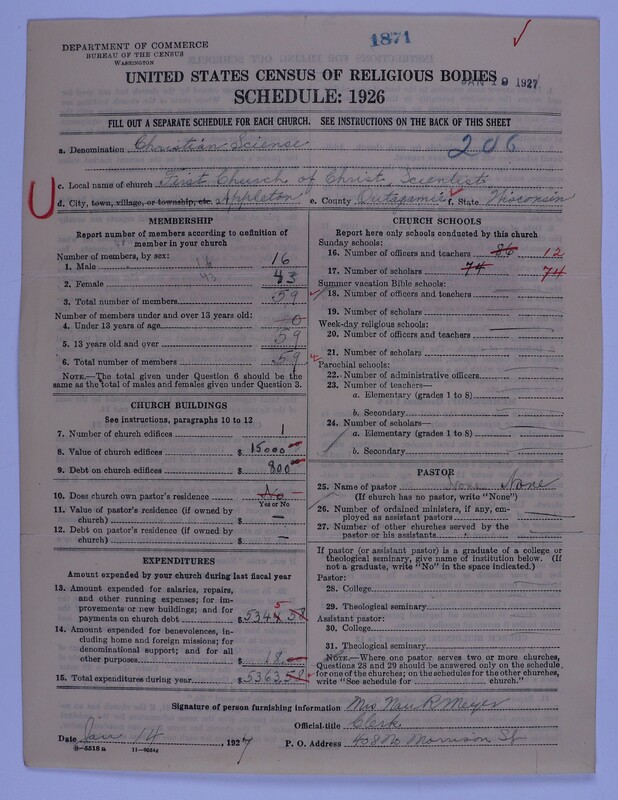 DEPARTMENT OF COMMERCE
BUREAU OF THE CENSUS
WASHINGTON
1871
UNITED STATES CENSUS OF RELIGIOUS BODIES
JAN 19 1927
SCHEDULE: 1926
FILL OUT A SEPARATE SCHEDULE FOR EACH CHURCH. SEE INSTRUCTIONS ON THE BACK OF THIS SHEET
a. Denomination Christian Science 206
c. Local name of church First Church of Christ, Scientist
d. City, town, village, or township, etc. Appleton e. County Outagamie f. State Wisconsin
MEMBERSHIP
Report number of members according to definition of
member in your church
Number of members, by sex:
1. Male 16 16
2. Female 43 43
3. Total number of members 59
Number of members under and over 13 years old:
4. Under 13 years of age 0
5. 13 years old and over 59
6. Total number of members 59
NOTE.—The total given under Question 6 should be the
same as the total of males and females given under Question 3.
CHURCH BUILDINGS
See instructions, paragraphs 10 to 12
7. Number of church edifices 1
8. Value of church edifices $ 15000
9. Debt on church edifices $ 800
10. Does church own pastor's residence No
Yes or No
11. Value of pastor's residence (if owned by
church) $ —
12. Debt on pastor's residence (if owned by
church) $ —
EXPENDITURES
Amount expended by your church during last fiscal year
13. Amount expended for salaries, repairs,
and other running expenses; for im-
provements or new buildings; and for
payments on church debt $ 5344 58
5
14. Amount expended for benevolences, in-
cluding home and foreign missions; for
denominational support; and for all
other purposes $ 18.
15. Total expenditures during year $ 5363.58
CHURCH SCHOOLS
Report here only schools conducted by this church
Sunday schools:
16. Number of officers and teachers 86 12
17. Number of scholars 74 74
Summer vacation Bible schools:
18. Number of officers and teachers
19. Number of scholars
Week-day religious schools:
20. Number of officers and teachers
21. Number of scholars
Parochial schools:
22. Number of administrative officers
23. Number of teachers—
a. Elementary (grades 1 to 8)
b. Secondary
24. Number of scholars—
a. Elementary (grades 1 to 8)
b. Secondary
PASTOR
25. Name of pastor None None
(If church has no pastor, write "None")
26. Number of ordained ministers, if any, em-
ployed as assistant pastors
27. Number of other churches served by the
pastor or his assistants
If pastor (or assistant pastor) is a graduate of a college or
theological seminary, give name of institution below. (If
not a graduate, write "No" in the space indicated.)
Pastor:
28. College
29. Theological seminary
Assistant pastor:
30. College
31. Theological seminary
NOTE.—Where one pastor serves two or more churches,
Questions 28 and 29 should be answered only on the schedule
for one of the churches; on the schedules for the other churches,
write "See schedule for church."
Signature of person furnishing information Mrs Nan R Meyer
Official title Clerk
Date Jan 14, 1927 P. O. Address Morrison St
8—5518a